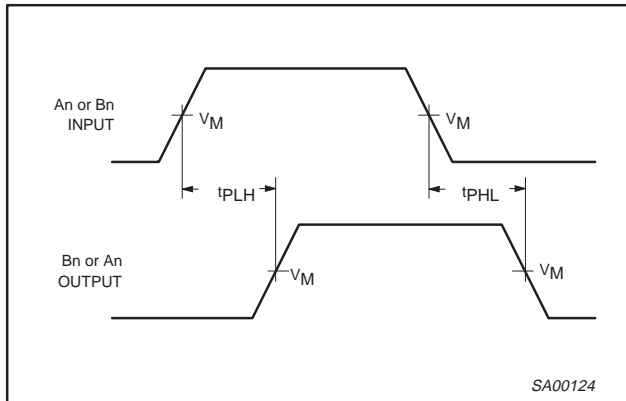 An or Bn
INPUT
VM
VM
tPLH
tPHL
Bn or An
OUTPUT
VM
VM
SA00124